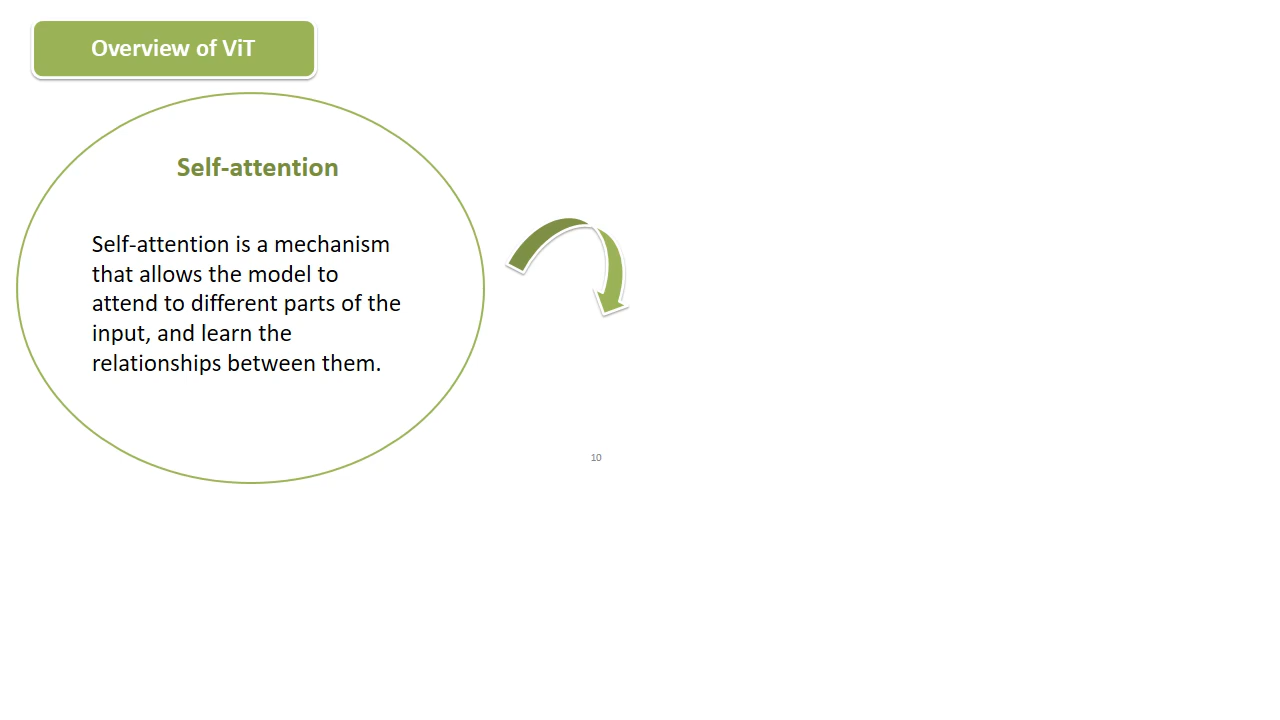 Overview of ViT
Self-attention
Self-attention is a mechanism
that allows the model to
attend to different parts of the
input, and learn the
relationships between them.
10